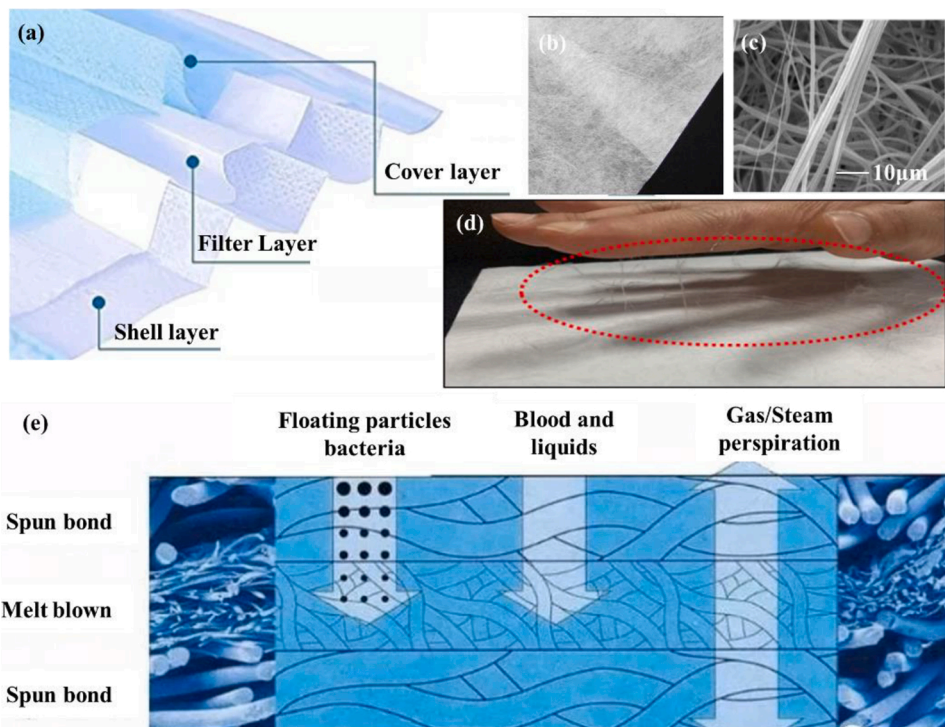 (a)
Cover layer
Filter Layer
Shell layer
(b)
(c)
10μm
(d)
(e)
Floating particles
bacteria
Blood and
liquids
Gas/Steam
perspiration
Spun bond
Melt blown
Spun bond